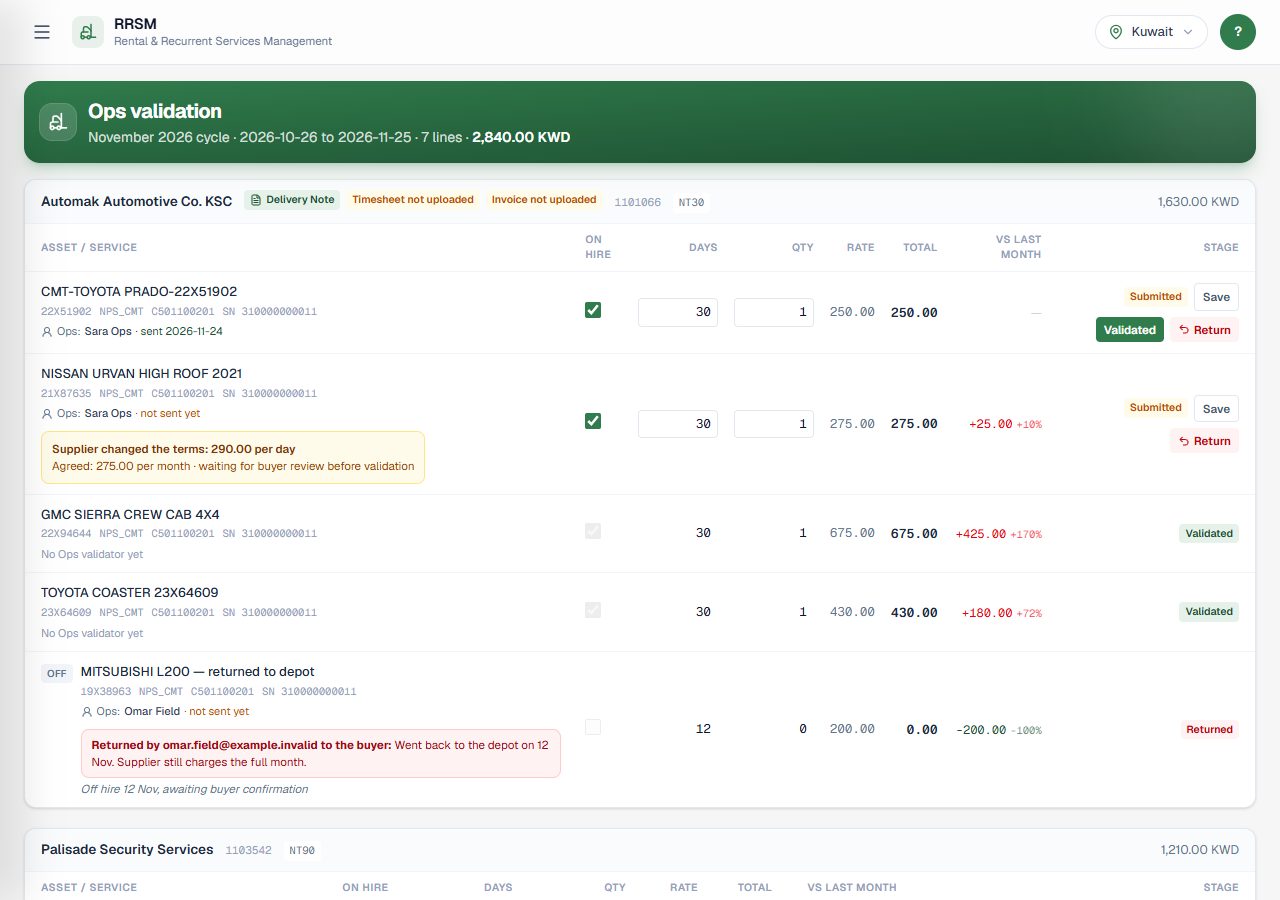 RRSM
Rental & Recurrent Services Management
Kuwait
?
Ops validation
November 2026 cycle · 2026-10-26 to 2026-11-25 · 7 lines · 2,840.00 KWD
Automak Automotive Co. KSC Delivery Note Timesheet not uploaded Invoice not uploaded 1101066 NT30 1,630.00 KWD
ASSET / SERVICE ON HIRE DAYS QTY RATE TOTAL VS LAST MONTH STAGE
CMT-TOYOTA PRADO-22X51902
22X51902 NPS_CMT C501100201 SN 310000000011
Ops: Sara Ops · sent 2026-11-24
30 1 250.00 250.00 — Submitted Save
Validated Return
NISSAN URVAN HIGH ROOF 2021
21X87635 NPS_CMT C501100201 SN 310000000011
Ops: Sara Ops · not sent yet
Supplier changed the terms: 290.00 per day
Agreed: 275.00 per month · waiting for buyer review before validation
30 1 275.00 275.00 +25.00 +10% Submitted Save
Return
GMC SIERRA CREW CAB 4X4
22X94644 NPS_CMT C501100201 SN 310000000011
No Ops validator yet
30 1 675.00 675.00 +425.00 +170% Validated
TOYOTA COASTER 23X64609
23X64609 NPS_CMT C501100201 SN 310000000011
No Ops validator yet
30 1 430.00 430.00 +180.00 +72% Validated
OFF MITSUBISHI L200 — returned to depot
19X38963 NPS_CMT C501100201 SN 310000000011
Ops: Omar Field · not sent yet
Returned by omar.field@example.invalid to the buyer: Went back to the depot on 12
Nov. Supplier still charges the full month.
Off hire 12 Nov, awaiting buyer confirmation
12 0 200.00 0.00 -200.00 -100% Returned
Palisade Security Services 1103542 NT90 1,210.00 KWD
ASSET / SERVICE ON HIRE DAYS QTY RATE TOTAL VS LAST MONTH STAGE